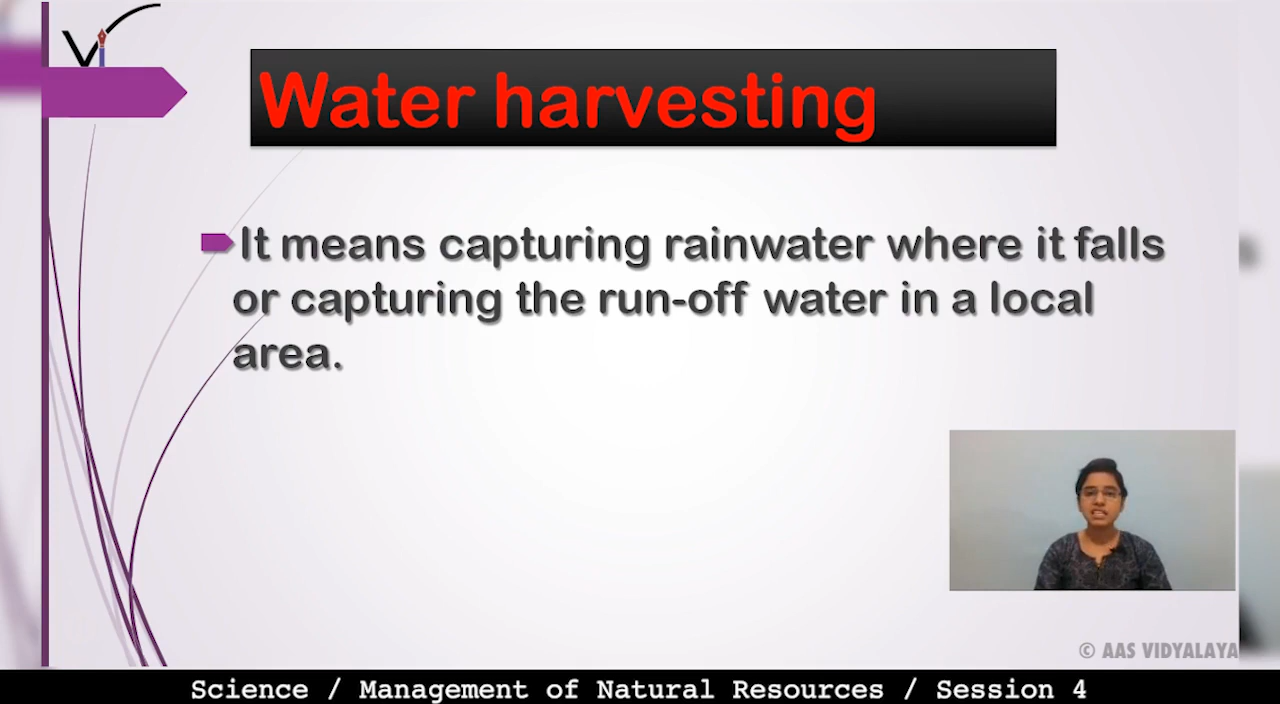 Water harvesting
It means capturing rainwater where it falls
or capturing the run-off water in a local
area.
© AAS VIDYALAYA
Science / Management of Natural Resources / Session 4